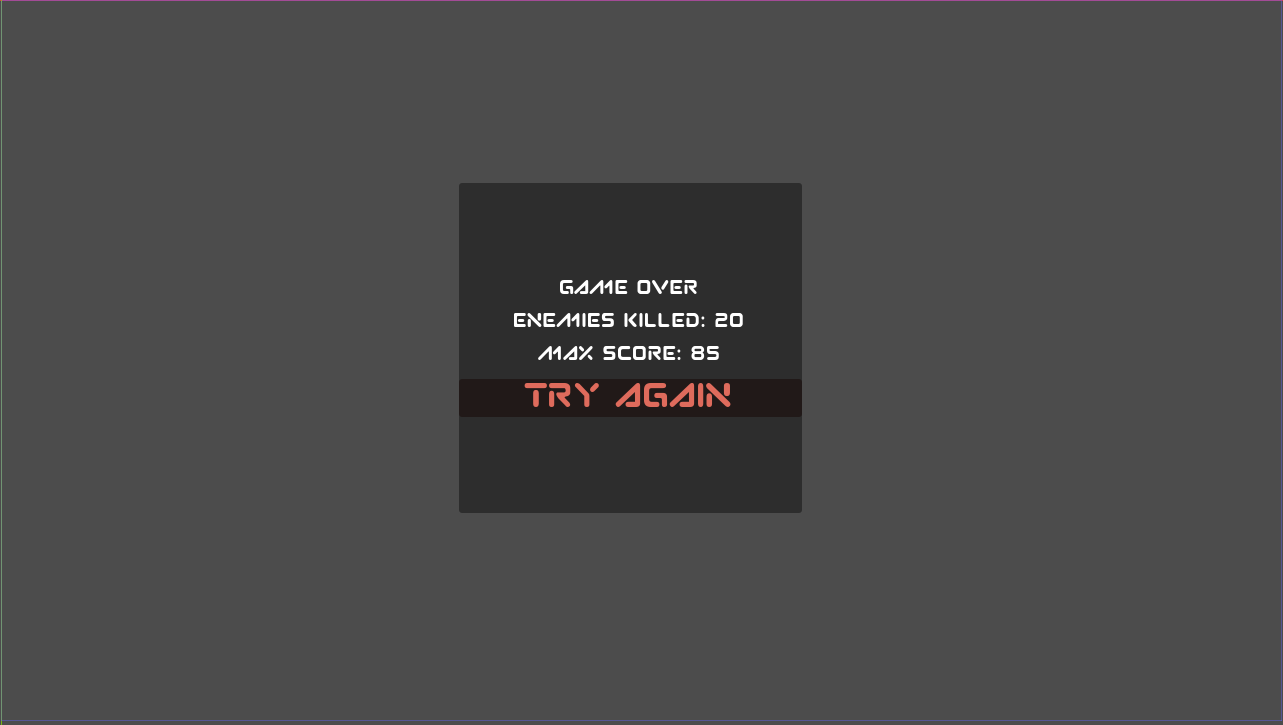 GAME OVER
ENEMIES KILLED: 20
MAX SCORE: 85
TRY AGAIN